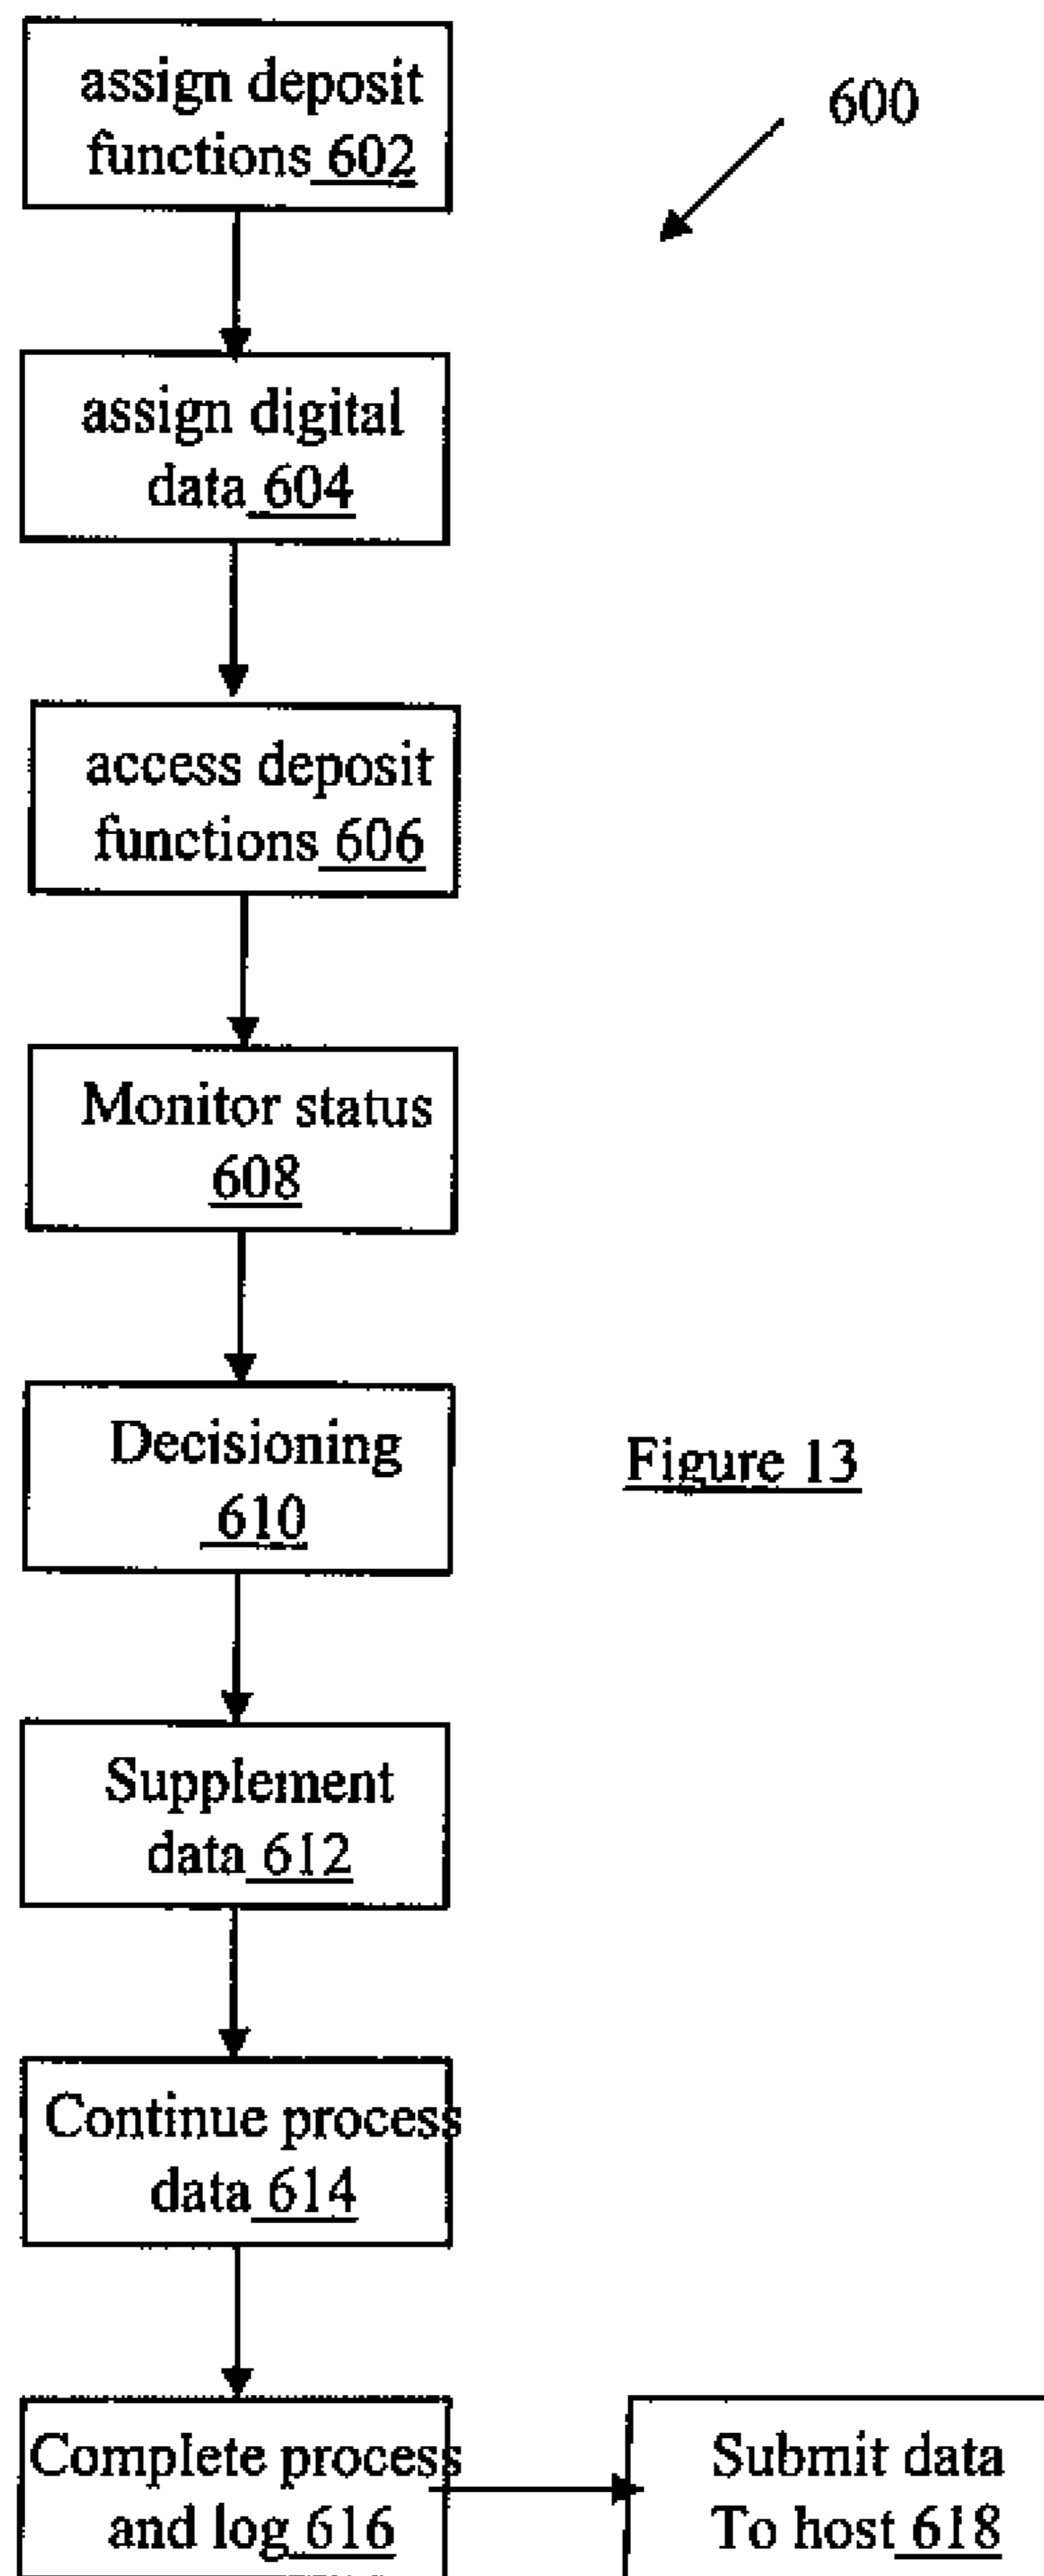 assign deposit
functions 602
600
assign digital
data 604
access deposit
functions 606
Monitor status
608
Decisioning
610
Figure 13
Supplement
data 612
Continue process
data 614
Complete process
and log 616
Submit data
To host 618